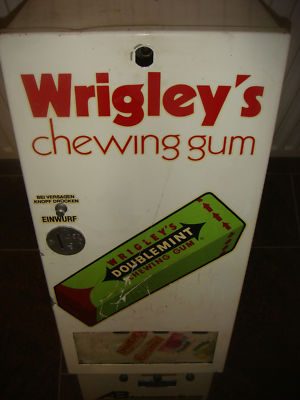 Wrigley's
chewing gum
BEI VERSAGEN
KNOPF DRÜCKEN
EINWURF
WRIGLEY'S
DOUBLEMINT
CHEWING GUM